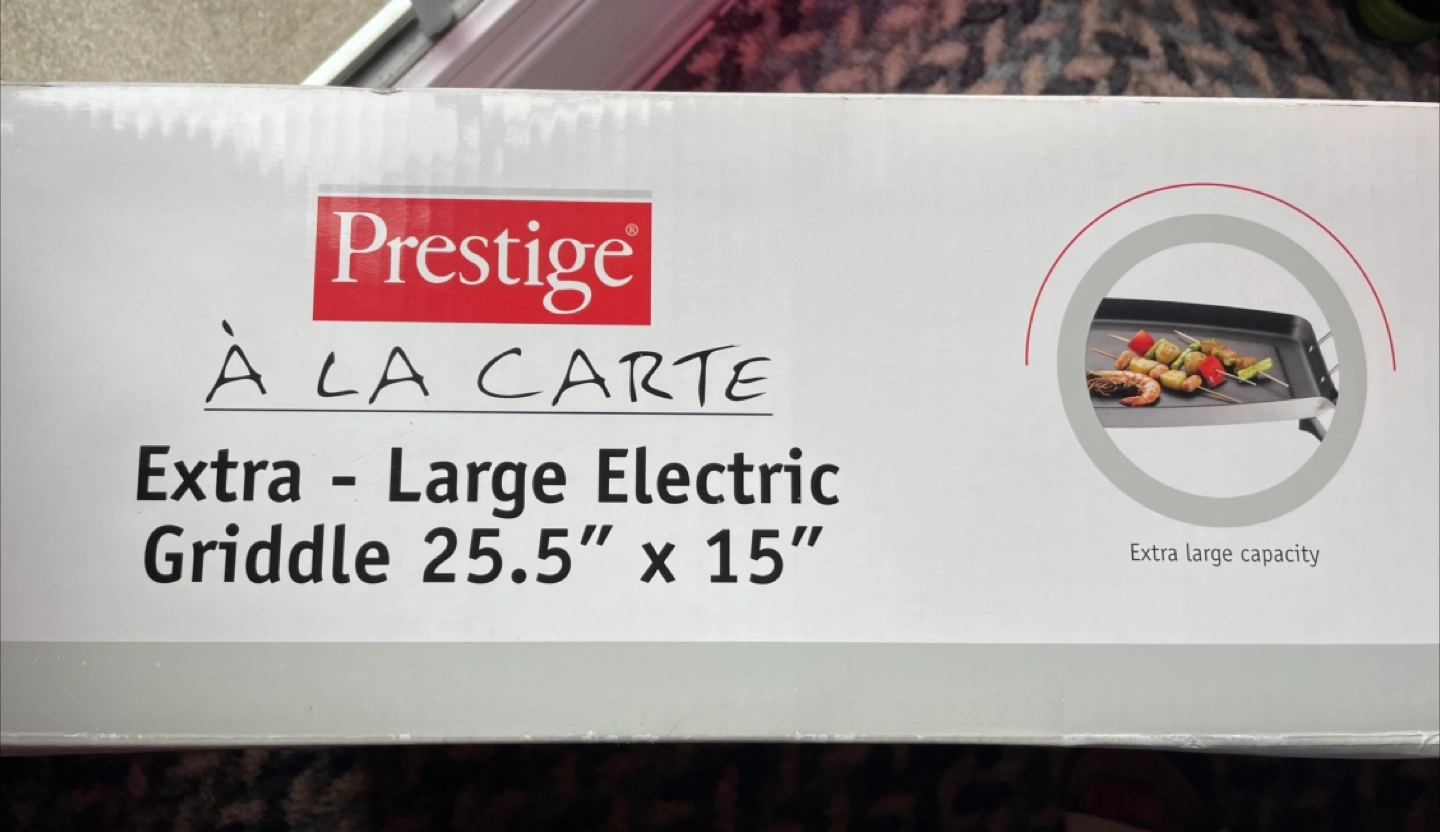 Prestige®
À LA CARTE
Extra - Large Electric
Griddle 25.5” x 15”
Extra large capacity